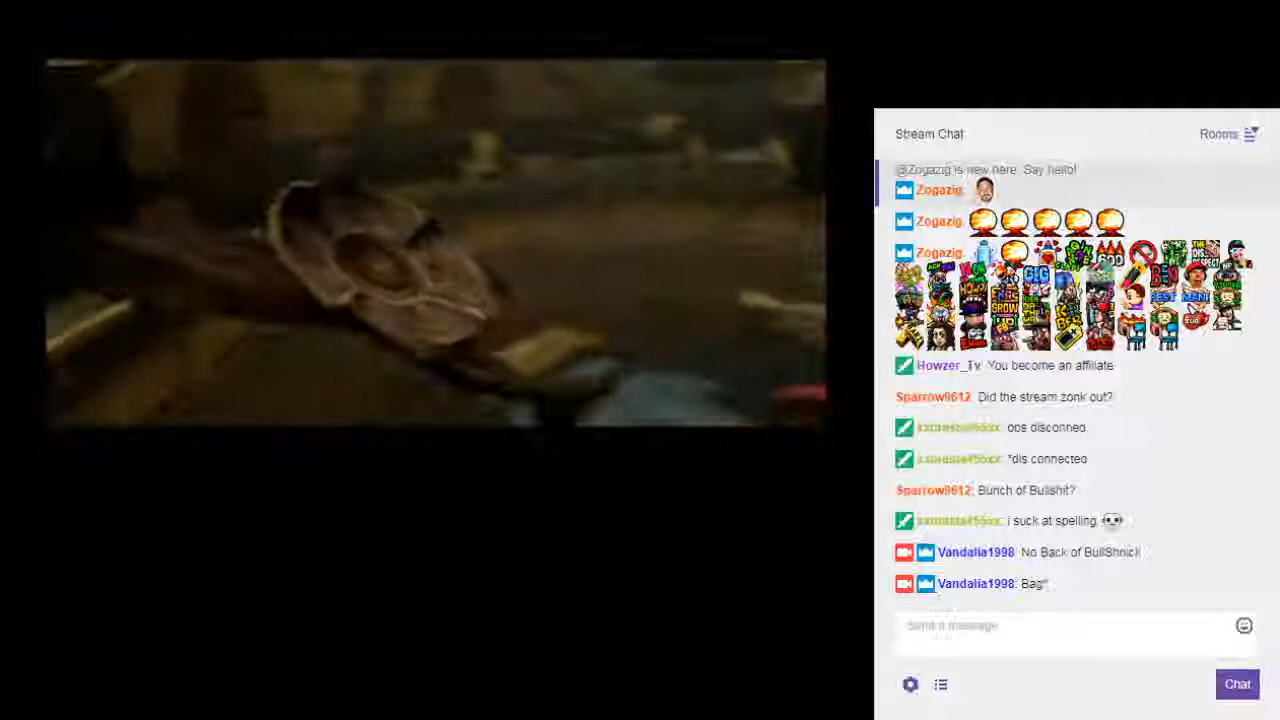 Stream Chat
Rooms
@Zogazig is new here. Say hello!
Zogazig:
Zogazig:
Zogazig:
Howzer_Tv: You become an affiliate
Sparrow9612: Did the stream zonk out?
oos disconned
*dis connected
Sparrow9612: Bunch of Bullshit?
i suck at spelling
Vandalia1998: No Back of BullShnick
Vandalia1998: Bag*
Send a message
Chat